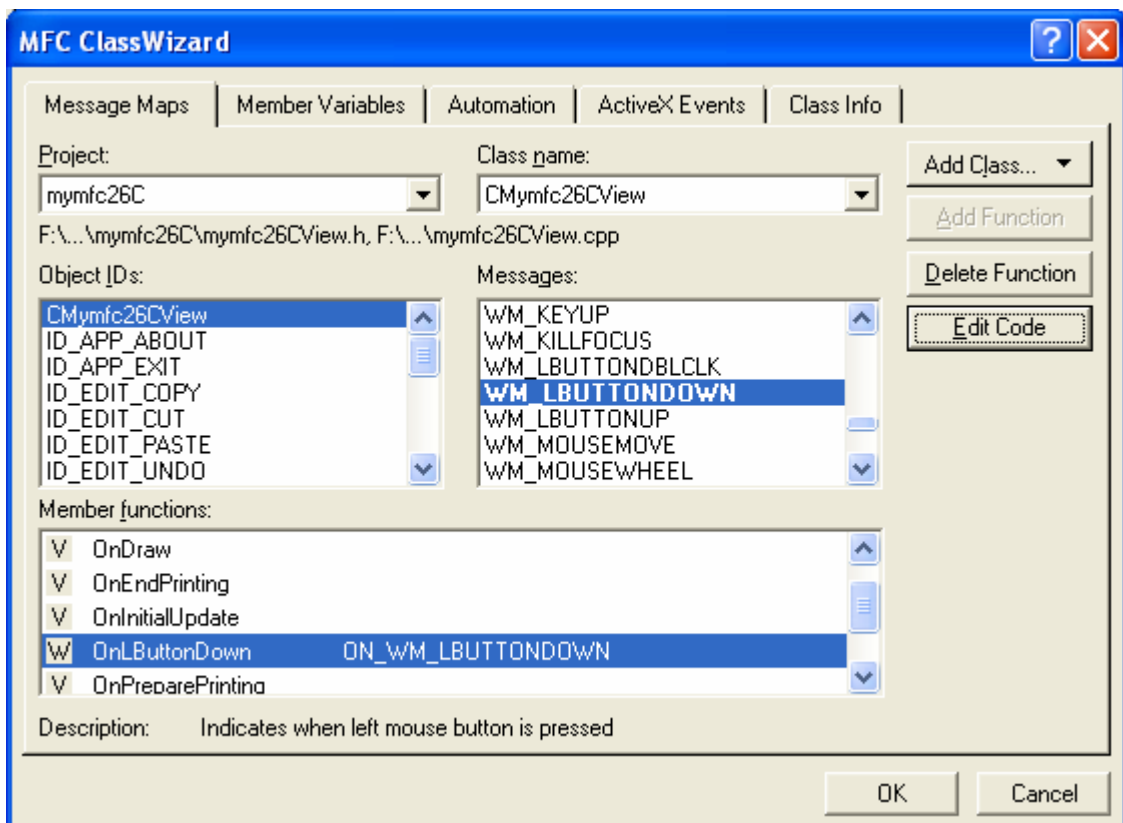 MFC ClassWizard
Message Maps Member Variables Automation ActiveX Events Class Info
Project:
mymfc26C
Class name:
CMymfc26CView
F:\...\mymfc26C\mymfc26CView.h, F:\...\mymfc26CView.cpp
Add Class...
Add Function
Delete Function
Edit Code
Object IDs:
CMymfc26CView
ID_APP_ABOUT
ID_APP_EXIT
ID_EDIT_COPY
ID_EDIT_CUT
ID_EDIT_PASTE
ID_EDIT_UNDO
Messages:
WM_KEYUP
WM_KILLFOCUS
WM_LBUTTONDBLCLK
WM_LBUTTONDOWN
WM_LBUTTONUP
WM_MOUSEMOVE
WM_MOUSEWHEEL
Member functions:
V OnDraw
V OnEndPrinting
V OnInitialUpdate
W OnLButtonDown ON_WM_LBUTTONDOWN
V OnPreparePrinting
Description: Indicates when left mouse button is pressed
OK Cancel